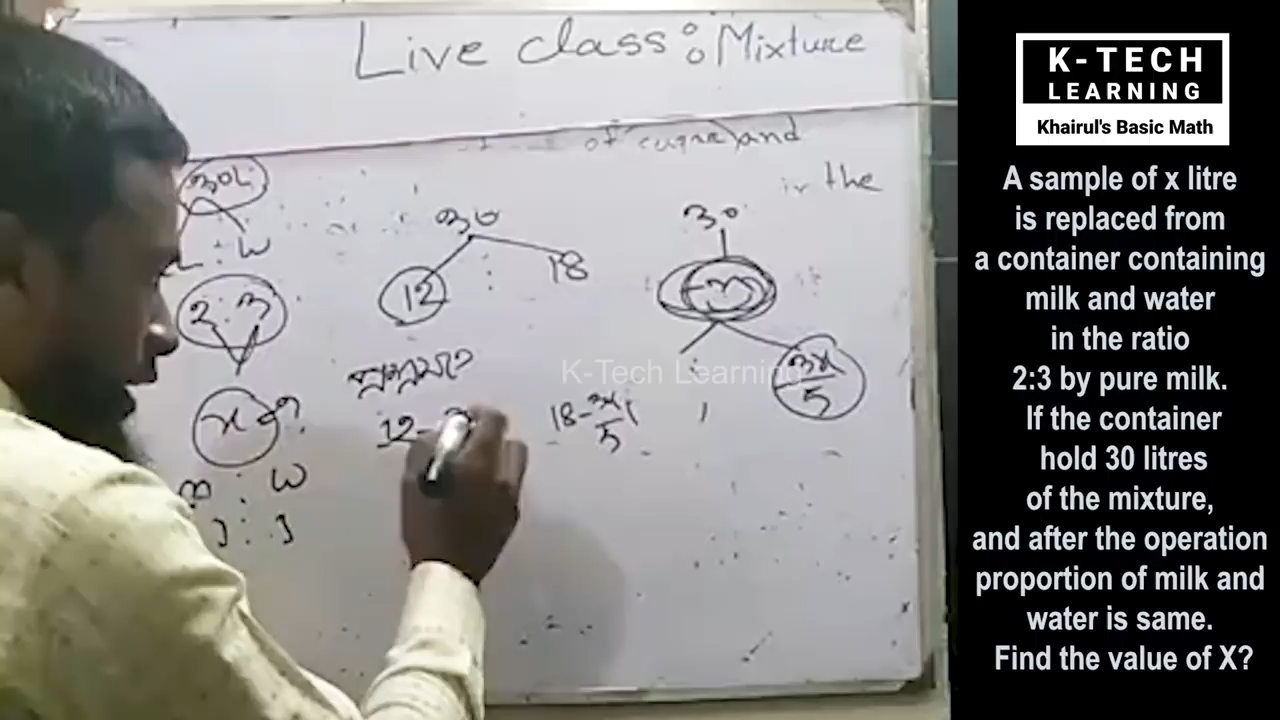 Live class: Mixture
of sugar and
in the
30L
L : W
2 : 3
x = ?
m : W
1 : 1
30
12 : 18
12 -
18 - 3x/5
30
3x/5
K-Tech Learning
K-TECH
LEARNING
Khairul's Basic Math
A sample of x litre
is replaced from
a container containing
milk and water
in the ratio
2:3 by pure milk.
If the container
hold 30 litres
of the mixture,
and after the operation
proportion of milk and
water is same.
Find the value of X?